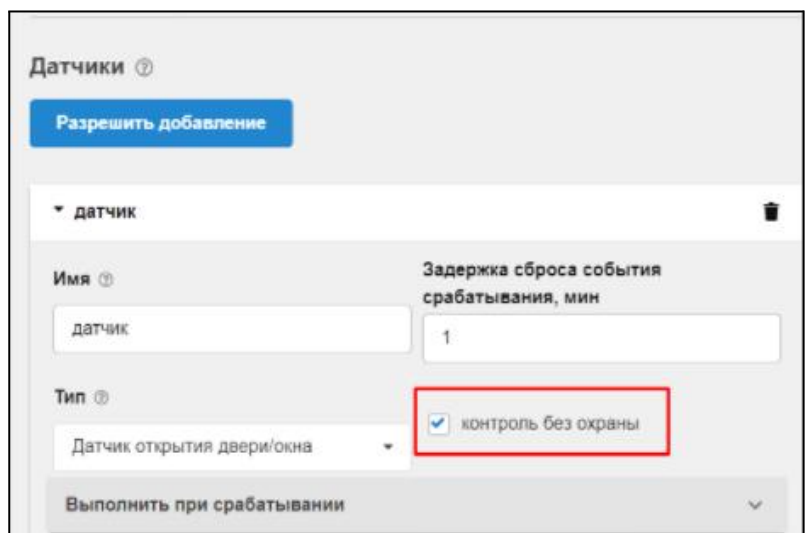 Датчики
Разрешить добавление
датчик
Имя
Задержка сброса события
срабатывания, мин
датчик
1
Тип
контроль без охраны
Датчик открытия двери/окна
Выполнить при срабатывании